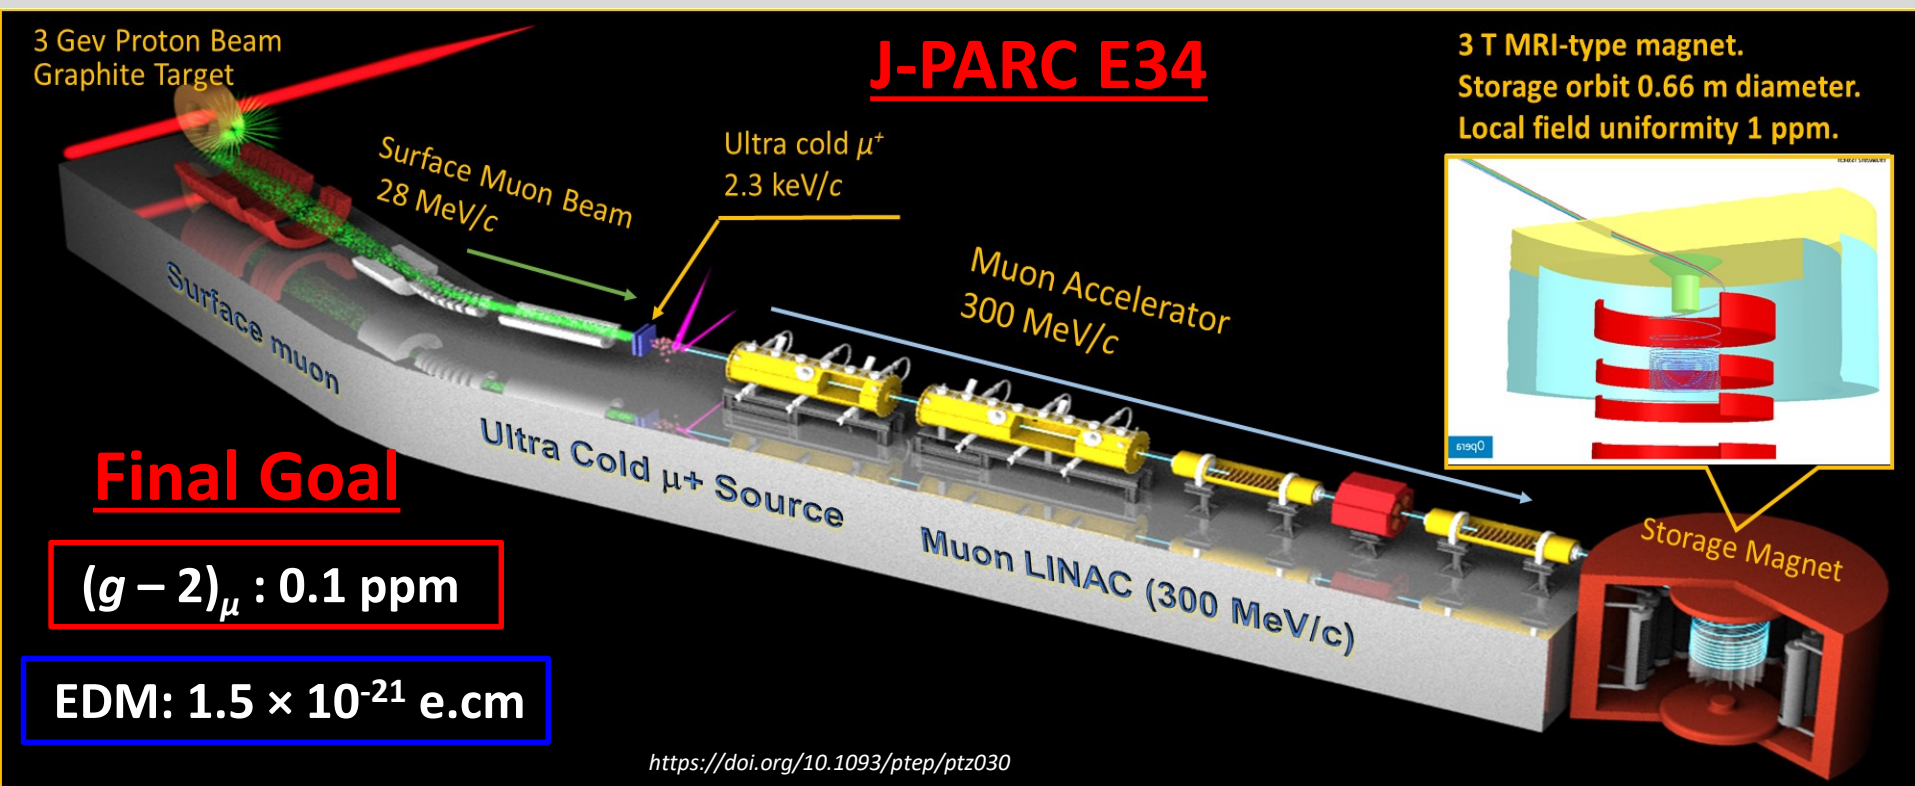 3 Gev Proton Beam
Graphite Target
J-PARC E34
3 T MRI-type magnet.
Storage orbit 0.66 m diameter.
Local field uniformity 1 ppm.
Surface Muon Beam
28 MeV/c
Ultra cold μ+
2.3 keV/c
Muon Accelerator
300 MeV/c
Opera
Surface muon
Ultra Cold μ+ Source
Muon LINAC (300 MeV/c)
Storage Magnet
Final Goal
(g – 2)μ : 0.1 ppm
EDM: 1.5 × 10-21 e.cm
https://doi.org/10.1093/ptep/ptz030